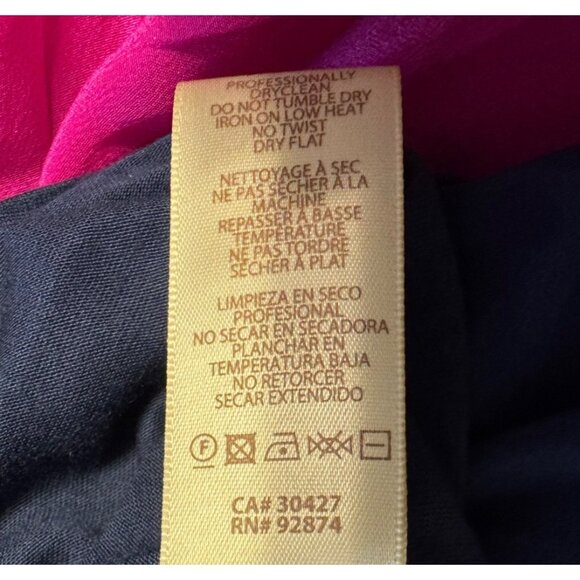 PROFESSIONALLY
DRYCLEAN
DO NOT TUMBLE DRY
IRON ON LOW HEAT
NO TWIST
DRY FLAT
NETTOYAGE À SEC
NE PAS SÉCHER À LA
MACHINE
REPASSER À BASSE
TEMPÉRATURE
NE PAS TORDRE
SÉCHER À PLAT
LIMPIEZA EN SECO
PROFESIONAL
NO SECAR EN SECADORA
PLANCHAR EN
TEMPERATURA BAJA
NO RETORCER
SECAR EXTENDIDO
F
CA# 30427
RN# 92874